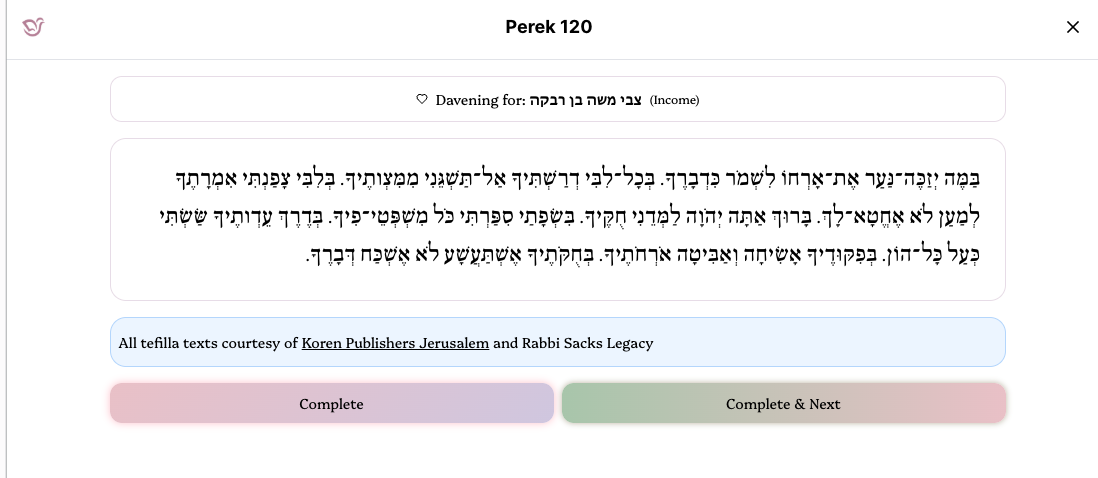 Perek 120
Davening for: צבי משה בן רבקה (Income)
בַּמֶּה יְזַכֶּה־נַּעַר אֶת־אׇרְחוֹ לִשְׁמֹר כִּדְבָרֶךָ. בְּכׇל־לִבִּי דְרַשְׁתִּיךָ אַל־תַּשְׁגֵּנִי מִמִּצְוֺתֶיךָ. בְּלִבִּי צָפַנְתִּי אִמְרָתֶךָ
לְמַעַן לֹא אֶחֱטָא־לָךְ. בָּרוּךְ אַתָּה יְהֹוָה לַמְּדֵנִי חֻקֶּיךָ. בִּשְׂפָתַי סִפַּרְתִּי כֹּל מִשְׁפְּטֵי־פִיךָ. בְּדֶרֶךְ עֵדְוֺתֶיךָ שַׂשְׂתִּי
כְּעַל כׇּל־הוֹן. בְּפִקּוּדֶיךָ אָשִׂיחָה וְאַבִּיטָה אֹרְחֹתֶיךָ. בְּחֻקֹּתֶיךָ אֶשְׁתַּעֲשָׁע לֹא אֶשְׁכַּח דְּבָרֶךָ.
All tefilla texts courtesy of Koren Publishers Jerusalem and Rabbi Sacks Legacy
Complete
Complete & Next